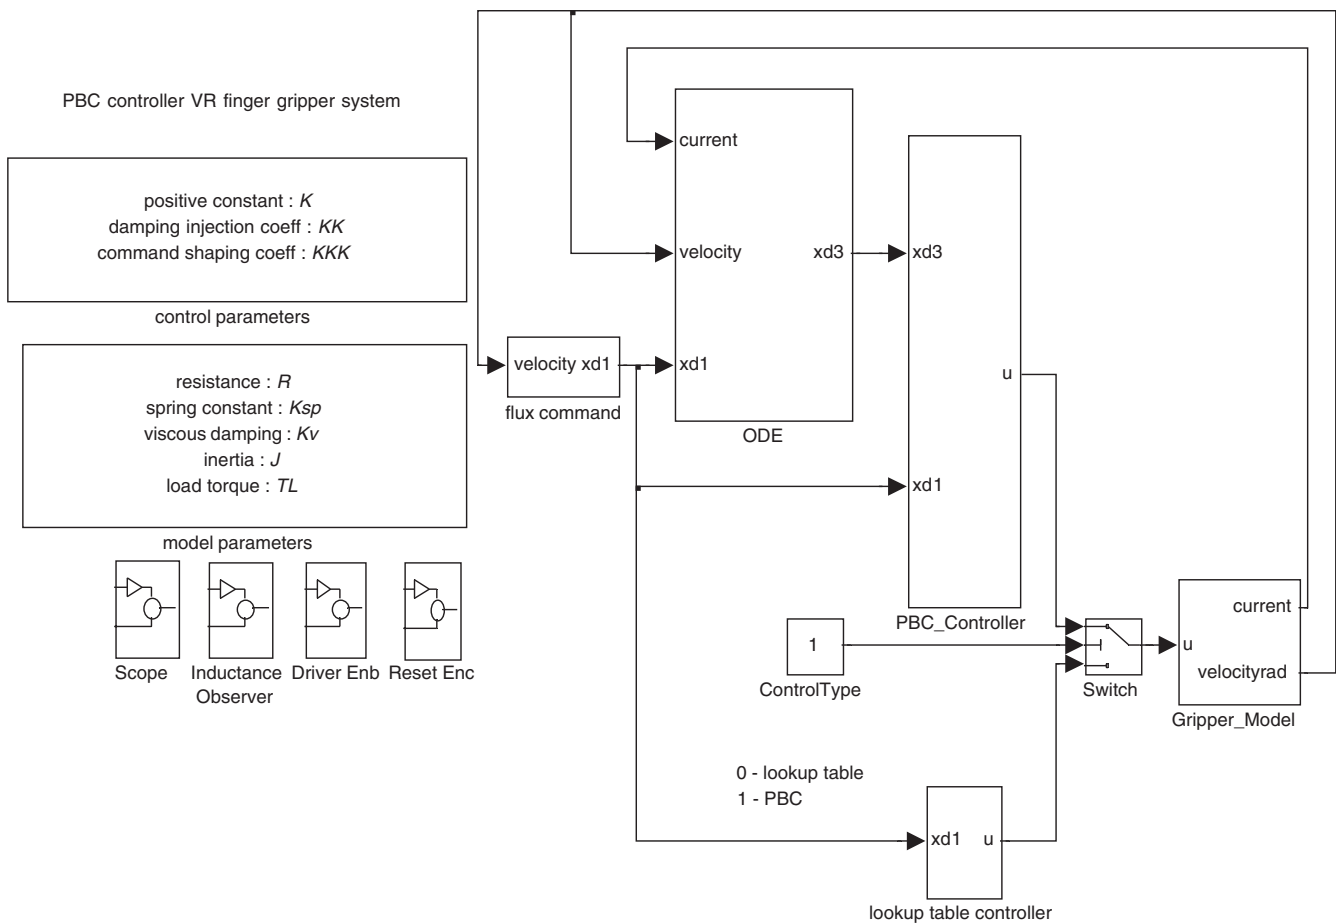 PBC controller VR finger gripper system
positive constant : K
damping injection coeff : KK
command shaping coeff : KKK
control parameters
resistance : R
spring constant : Ksp
viscous damping : Kv
inertia : J
load torque : TL
model parameters
Scope
Inductance
Observer
Driver Enb
Reset Enc
velocity xd1
flux command
current
velocity
xd3
xd1
ODE
xd3
u
xd1
PBC_Controller
1
ControlType
Switch
current
u
velocityrad
Gripper_Model
0 - lookup table
1 - PBC
xd1 u
lookup table controller